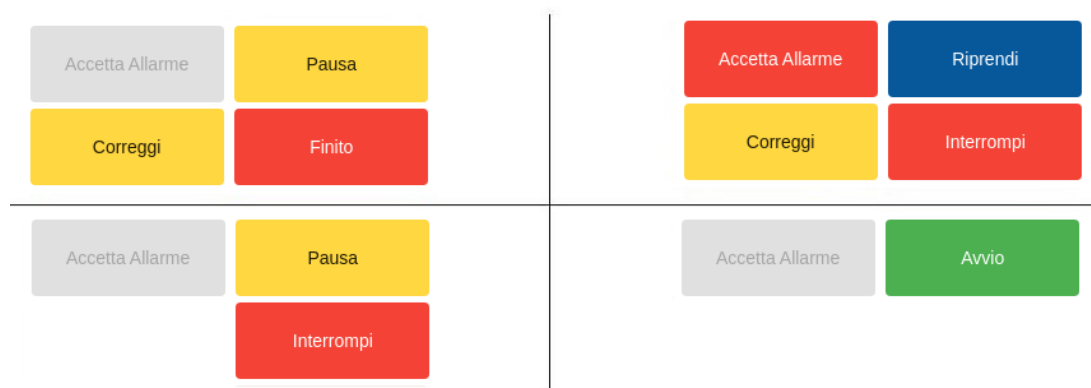 Accetta Allarme
Pausa
Correggi
Finito
Accetta Allarme
Riprendi
Correggi
Interrompi
Accetta Allarme
Pausa
Interrompi
Accetta Allarme
Avvio